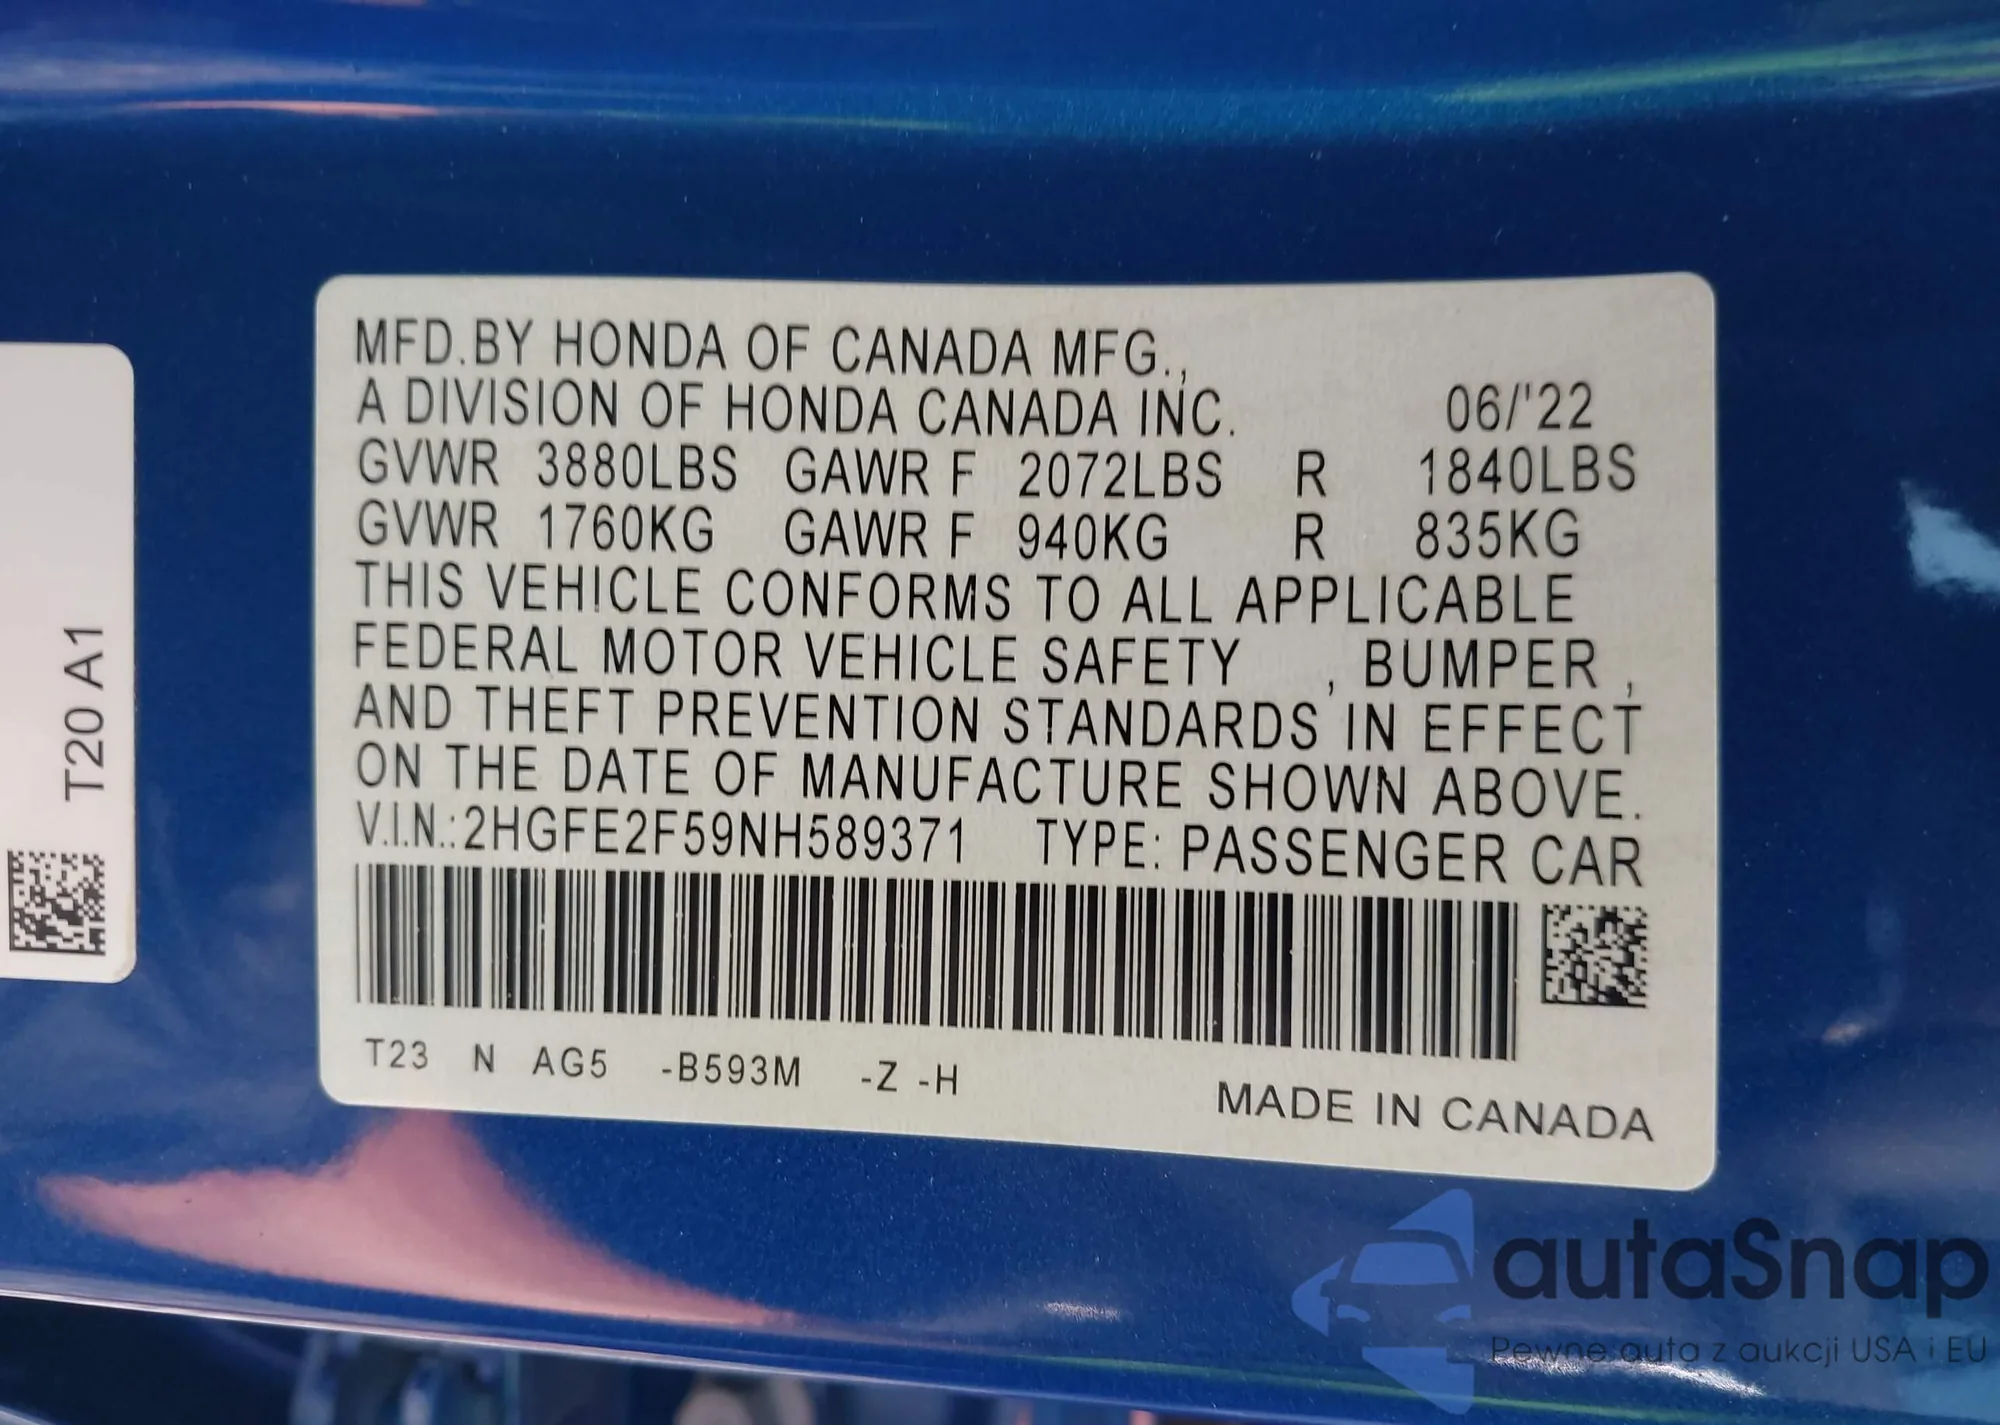 MFD.BY HONDA OF CANADA MFG.,
A DIVISION OF HONDA CANADA INC. 06/'22
GVWR 3880LBS GAWR F 2072LBS R 1840LBS
GVWR 1760KG GAWR F 940KG R 835KG
THIS VEHICLE CONFORMS TO ALL APPLICABLE
FEDERAL MOTOR VEHICLE SAFETY , BUMPER ,
AND THEFT PREVENTION STANDARDS IN EFFECT
ON THE DATE OF MANUFACTURE SHOWN ABOVE.
V.I.N.:2HGFE2F59NH589371 TYPE: PASSENGER CAR
T23 N AG5 -B593M -Z -H
MADE IN CANADA
T20 A1
autaSnap
Pewne auto z aukcji USA i EU